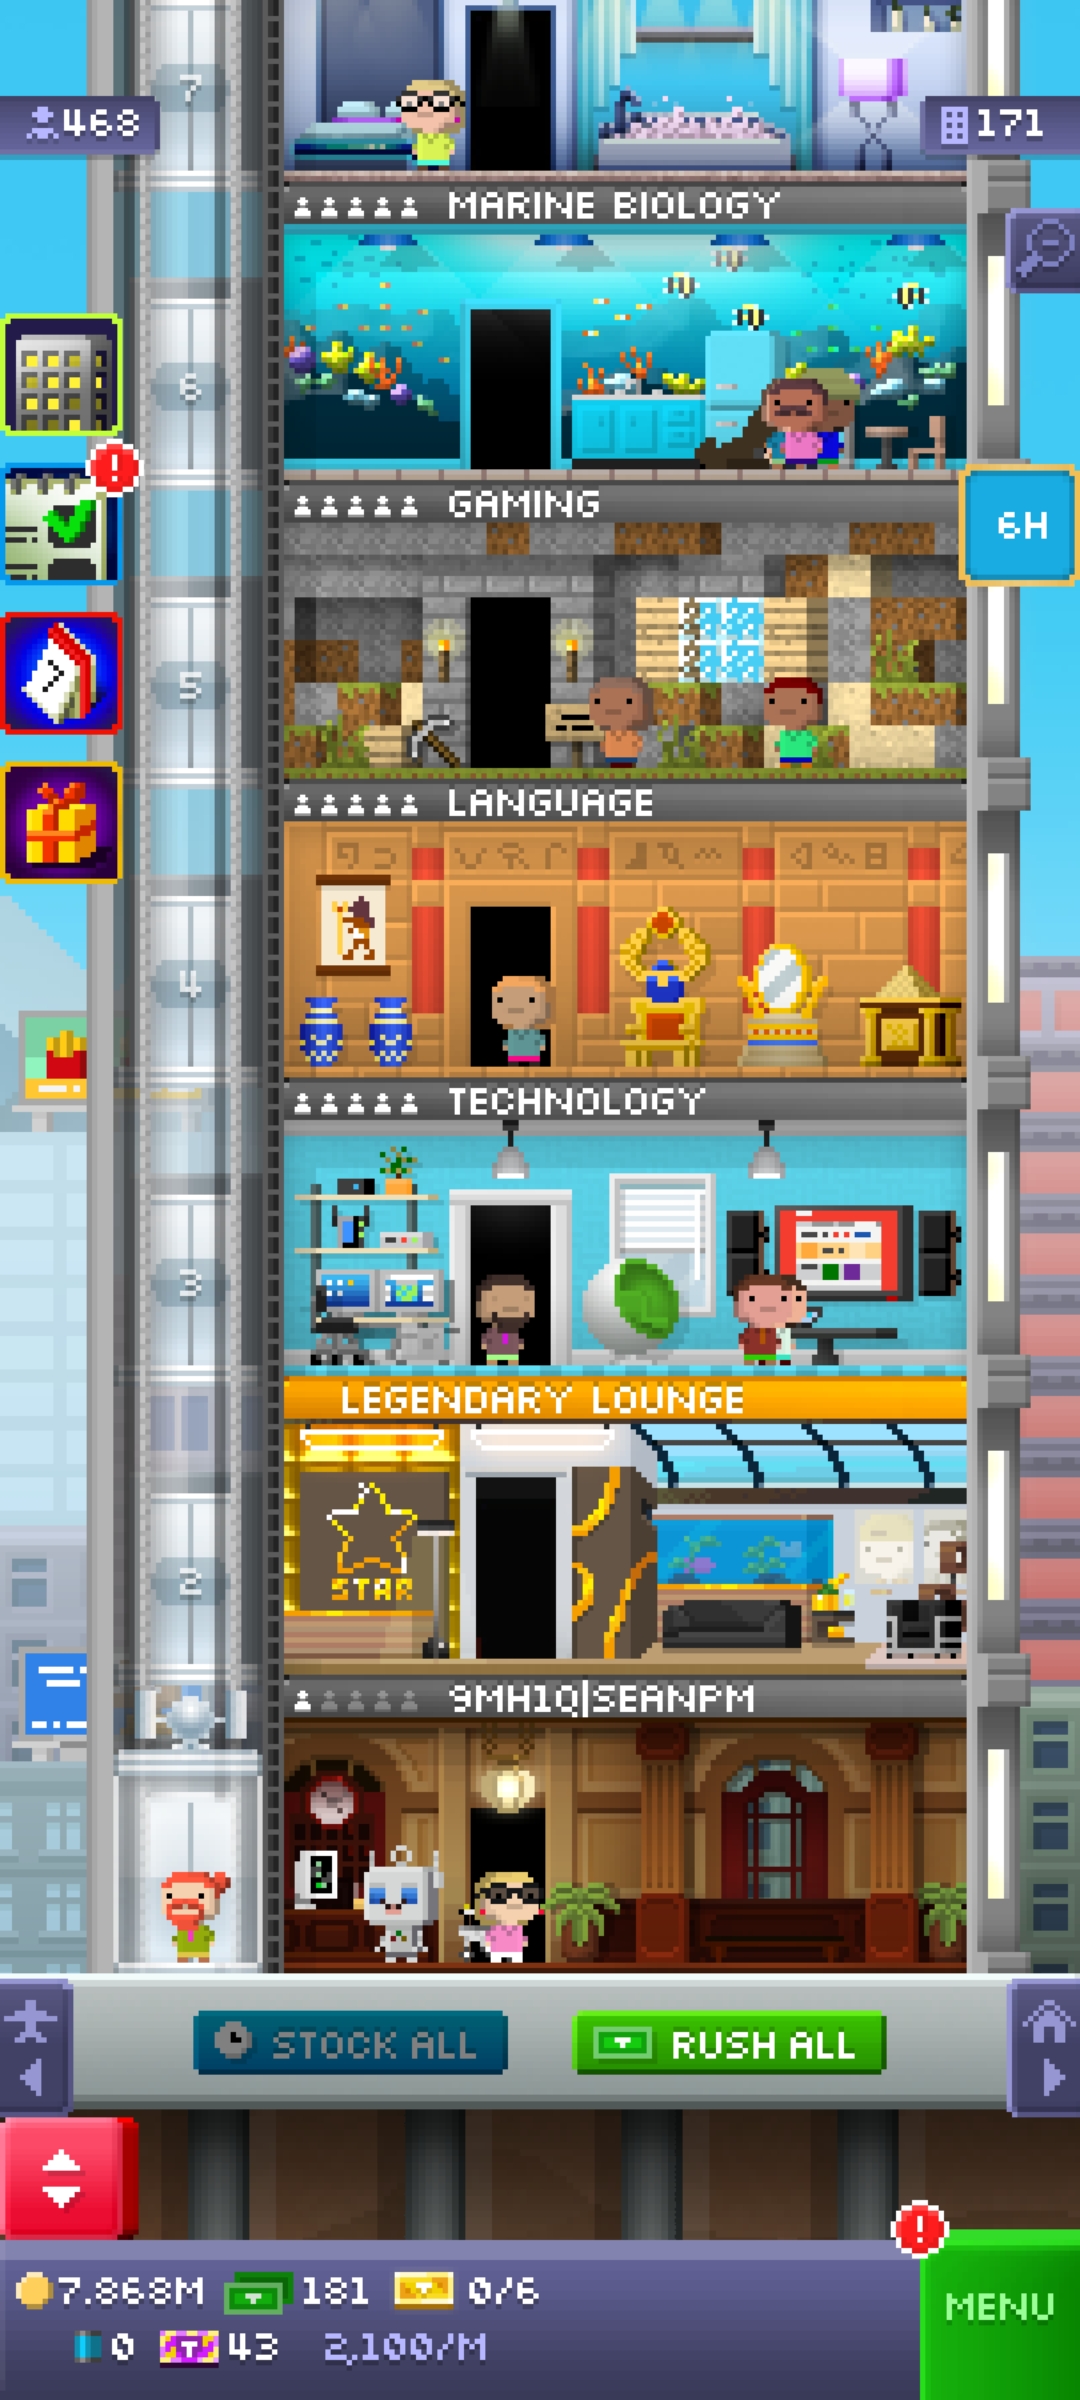 7
468
171
MARINE BIOLOGY
6
GAMING
6H
5
LANGUAGE
4
TECHNOLOGY
3
LEGENDARY LOUNGE
STAR
2
9MH1Q|SEANPM
STOCK ALL
RUSH ALL
7.868M
181
0/6
MENU
0
T
43
2,100/M